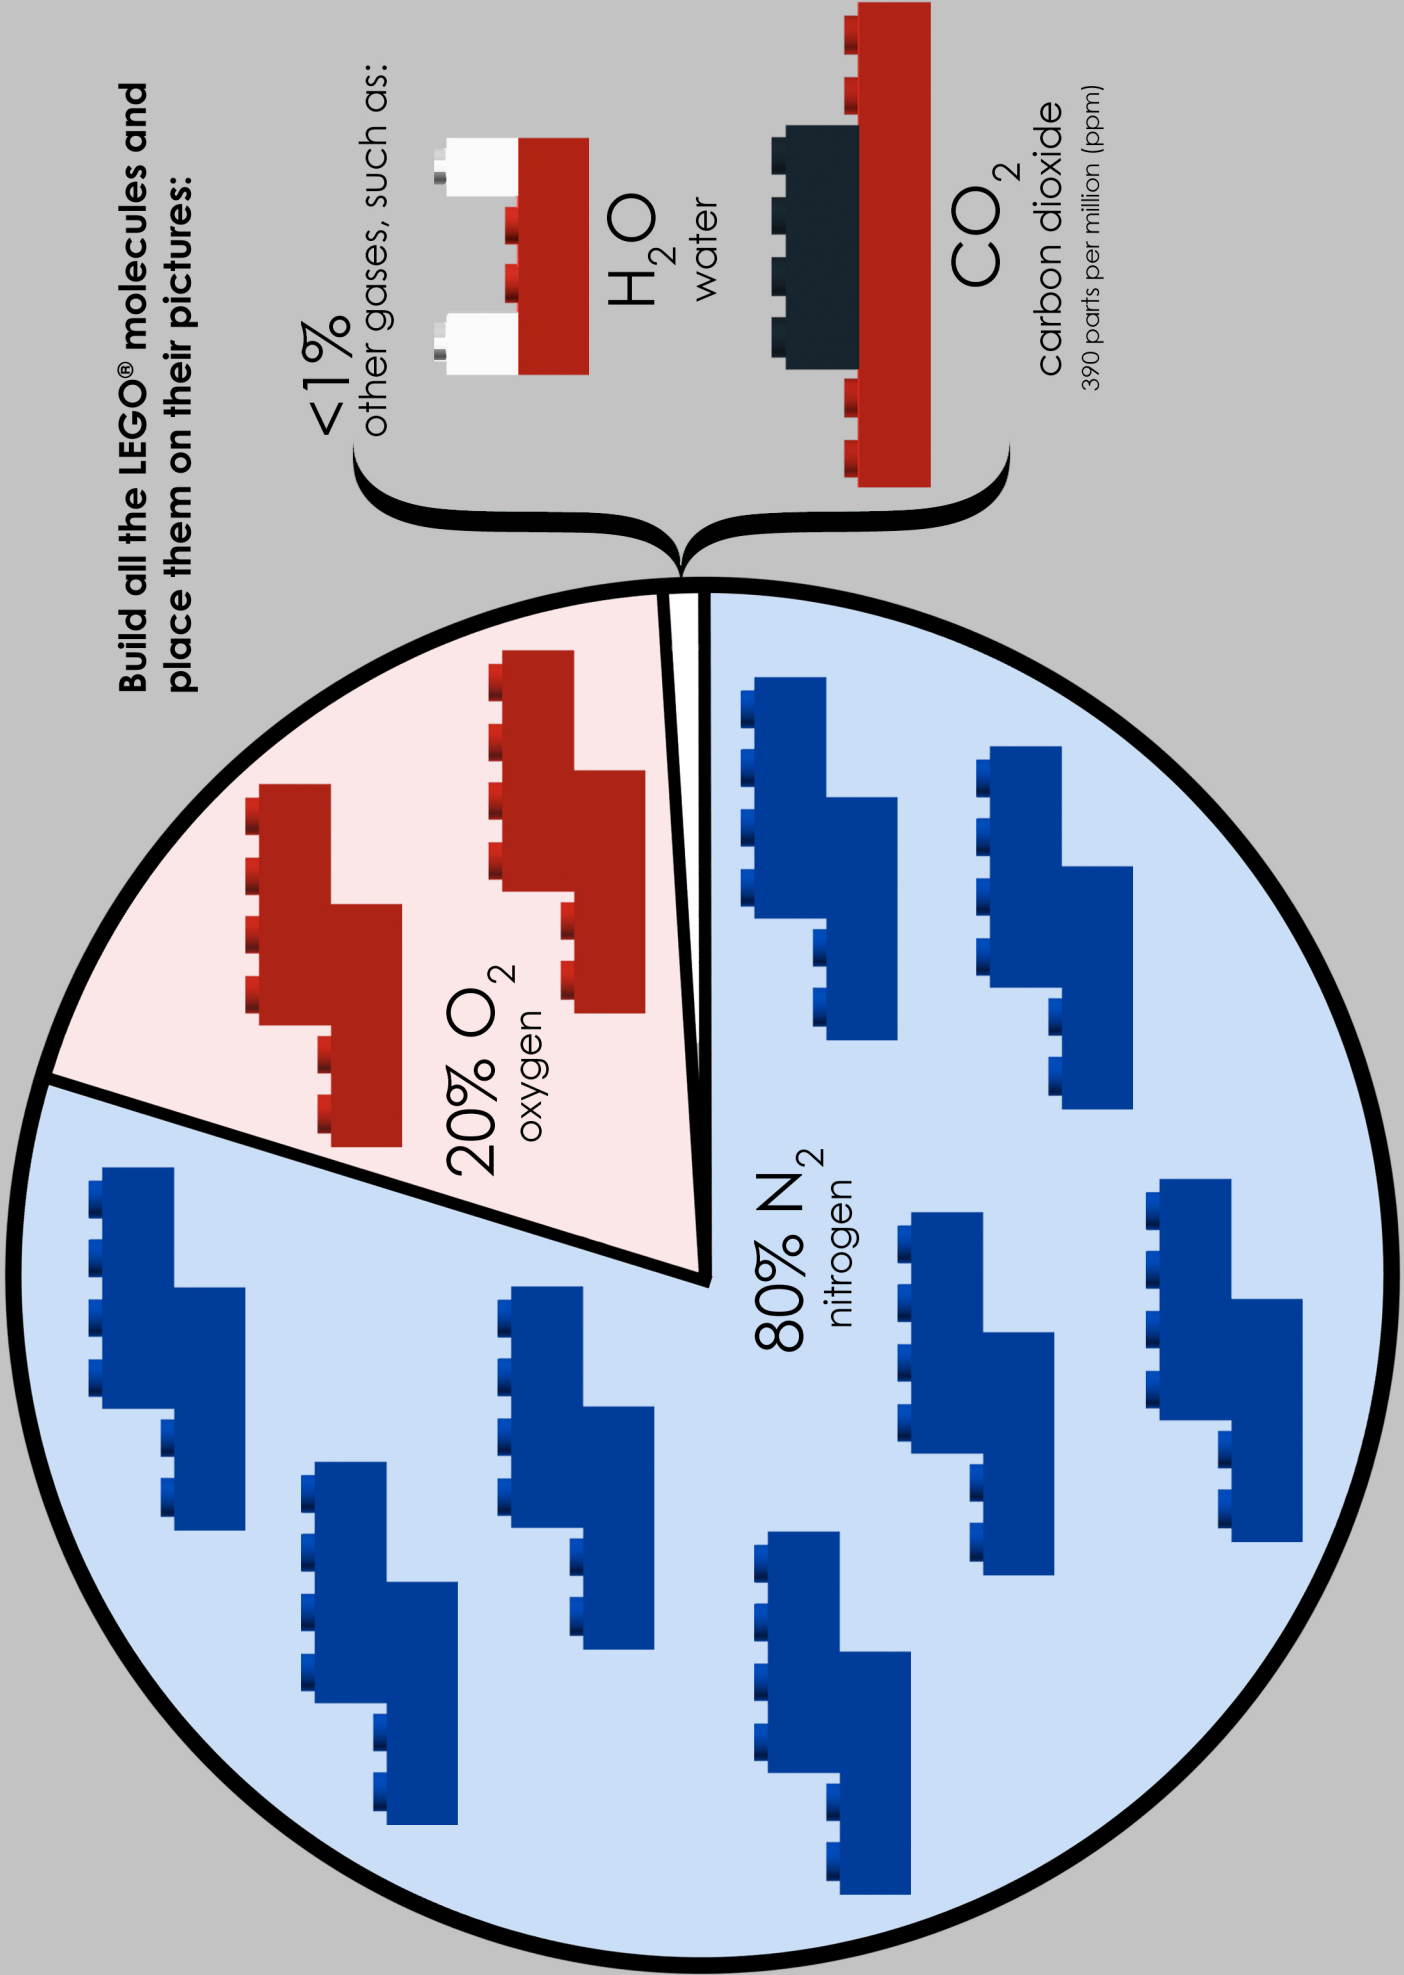 Build all the LEGO® molecules and
place them on their pictures:
<1%
other gases, such as:
H₂O
water
CO₂
carbon dioxide
390 parts per million (ppm)
20% O₂
oxygen
80% N₂
nitrogen